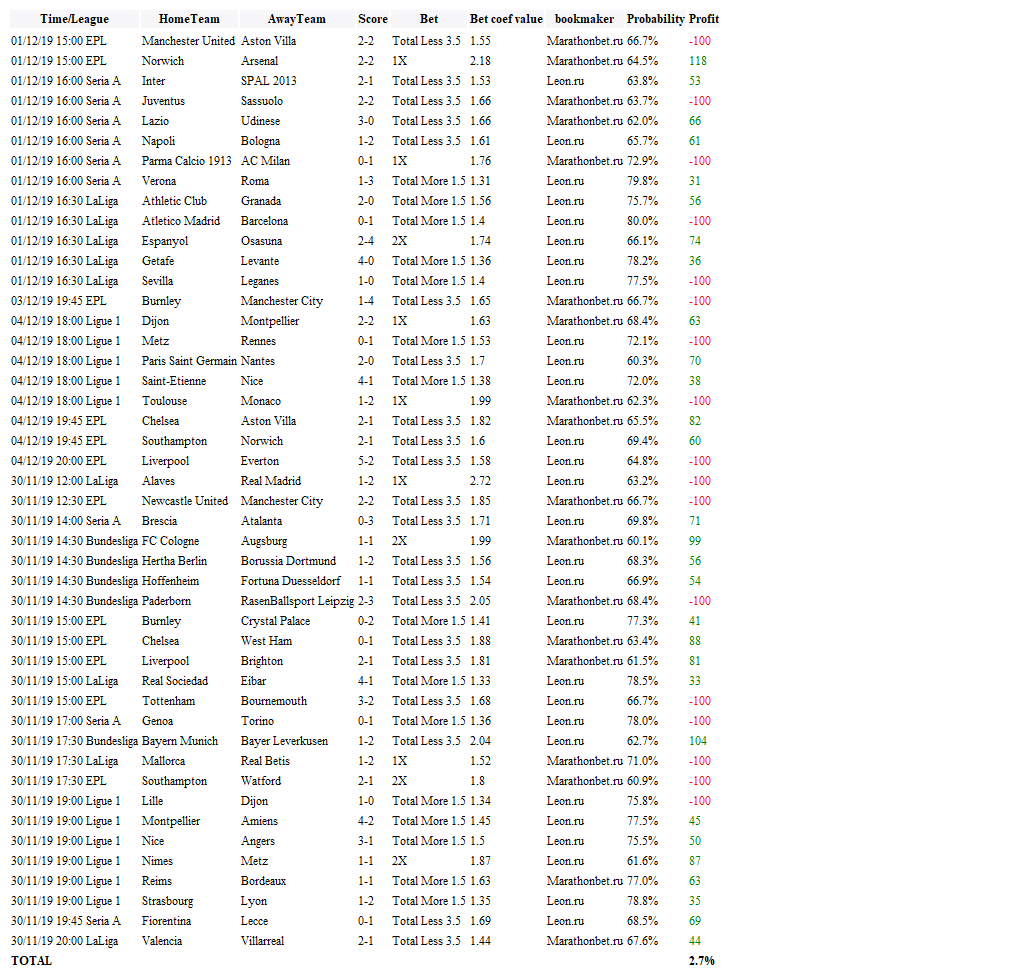 Time/League HomeTeam AwayTeam Score Bet Bet coef value bookmaker Probability Profit
01/12/19 15:00 EPL Manchester United Aston Villa 2-2 Total Less 3.5 1.55 Marathonbet.ru 66.7% -100
01/12/19 15:00 EPL Norwich Arsenal 2-2 1X 2.18 Marathonbet.ru 64.5% 118
01/12/19 16:00 Seria A Inter SPAL 2013 2-1 Total Less 3.5 1.53 Leon.ru 63.8% 53
01/12/19 16:00 Seria A Juventus Sassuolo 2-2 Total Less 3.5 1.66 Marathonbet.ru 63.7% -100
01/12/19 16:00 Seria A Lazio Udinese 3-0 Total Less 3.5 1.66 Marathonbet.ru 62.0% 66
01/12/19 16:00 Seria A Napoli Bologna 1-2 Total Less 3.5 1.61 Leon.ru 65.7% 61
01/12/19 16:00 Seria A Parma Calcio 1913 AC Milan 0-1 1X 1.76 Marathonbet.ru 72.9% -100
01/12/19 16:00 Seria A Verona Roma 1-3 Total More 1.5 1.31 Leon.ru 79.8% 31
01/12/19 16:30 LaLiga Athletic Club Granada 2-0 Total More 1.5 1.56 Leon.ru 75.7% 56
01/12/19 16:30 LaLiga Atletico Madrid Barcelona 0-1 Total More 1.5 1.4 Leon.ru 80.0% -100
01/12/19 16:30 LaLiga Espanyol Osasuna 2-4 2X 1.74 Leon.ru 66.1% 74
01/12/19 16:30 LaLiga Getafe Levante 4-0 Total More 1.5 1.36 Leon.ru 78.2% 36
01/12/19 16:30 LaLiga Sevilla Leganes 1-0 Total More 1.5 1.4 Leon.ru 77.5% -100
03/12/19 19:45 EPL Burnley Manchester City 1-4 Total Less 3.5 1.65 Marathonbet.ru 66.7% -100
04/12/19 18:00 Ligue 1 Dijon Montpellier 2-2 1X 1.63 Marathonbet.ru 68.4% 63
04/12/19 18:00 Ligue 1 Metz Rennes 0-1 Total More 1.5 1.53 Leon.ru 72.1% -100
04/12/19 18:00 Ligue 1 Paris Saint Germain Nantes 2-0 Total Less 3.5 1.7 Leon.ru 60.3% 70
04/12/19 18:00 Ligue 1 Saint-Etienne Nice 4-1 Total More 1.5 1.38 Leon.ru 72.0% 38
04/12/19 18:00 Ligue 1 Toulouse Monaco 1-2 1X 1.99 Marathonbet.ru 62.3% -100
04/12/19 19:45 EPL Chelsea Aston Villa 2-1 Total Less 3.5 1.82 Marathonbet.ru 65.5% 82
04/12/19 19:45 EPL Southampton Norwich 2-1 Total Less 3.5 1.6 Leon.ru 69.4% 60
04/12/19 20:00 EPL Liverpool Everton 5-2 Total Less 3.5 1.58 Leon.ru 64.8% -100
30/11/19 12:00 LaLiga Alaves Real Madrid 1-2 1X 2.72 Leon.ru 63.2% -100
30/11/19 12:30 EPL Newcastle United Manchester City 2-2 Total Less 3.5 1.85 Marathonbet.ru 66.7% -100
30/11/19 14:00 Seria A Brescia Atalanta 0-3 Total Less 3.5 1.71 Leon.ru 69.8% 71
30/11/19 14:30 Bundesliga FC Cologne Augsburg 1-1 2X 1.99 Marathonbet.ru 60.1% 99
30/11/19 14:30 Bundesliga Hertha Berlin Borussia Dortmund 1-2 Total Less 3.5 1.56 Leon.ru 68.3% 56
30/11/19 14:30 Bundesliga Hoffenheim Fortuna Duesseldorf 1-1 Total Less 3.5 1.54 Leon.ru 66.9% 54
30/11/19 14:30 Bundesliga Paderborn RasenBallsport Leipzig 2-3 Total Less 3.5 2.05 Marathonbet.ru 68.4% -100
30/11/19 15:00 EPL Burnley Crystal Palace 0-2 Total More 1.5 1.41 Leon.ru 77.3% 41
30/11/19 15:00 EPL Chelsea West Ham 0-1 Total Less 3.5 1.88 Marathonbet.ru 63.4% 88
30/11/19 15:00 EPL Liverpool Brighton 2-1 Total Less 3.5 1.81 Marathonbet.ru 61.5% 81
30/11/19 15:00 LaLiga Real Sociedad Eibar 4-1 Total More 1.5 1.33 Leon.ru 78.5% 33
30/11/19 15:00 EPL Tottenham Bournemouth 3-2 Total Less 3.5 1.68 Leon.ru 66.7% -100
30/11/19 17:00 Seria A Genoa Torino 0-1 Total More 1.5 1.36 Leon.ru 78.0% -100
30/11/19 17:30 Bundesliga Bayern Munich Bayer Leverkusen 1-2 Total Less 3.5 2.04 Leon.ru 62.7% 104
30/11/19 17:30 LaLiga Mallorca Real Betis 1-2 1X 1.52 Marathonbet.ru 71.0% -100
30/11/19 17:30 EPL Southampton Watford 2-1 2X 1.8 Marathonbet.ru 60.9% -100
30/11/19 19:00 Ligue 1 Lille Dijon 1-0 Total More 1.5 1.34 Leon.ru 75.8% -100
30/11/19 19:00 Ligue 1 Montpellier Amiens 4-2 Total More 1.5 1.45 Leon.ru 77.5% 45
30/11/19 19:00 Ligue 1 Nice Angers 3-1 Total More 1.5 1.5 Leon.ru 75.5% 50
30/11/19 19:00 Ligue 1 Nimes Metz 1-1 2X 1.87 Leon.ru 61.6% 87
30/11/19 19:00 Ligue 1 Reims Bordeaux 1-1 Total More 1.5 1.63 Marathonbet.ru 77.0% 63
30/11/19 19:00 Ligue 1 Strasbourg Lyon 1-2 Total More 1.5 1.35 Leon.ru 78.8% 35
30/11/19 19:45 Seria A Fiorentina Lecce 0-1 Total Less 3.5 1.69 Leon.ru 68.5% 69
30/11/19 20:00 LaLiga Valencia Villarreal 2-1 Total Less 3.5 1.44 Marathonbet.ru 67.6% 44
TOTAL 2.7%